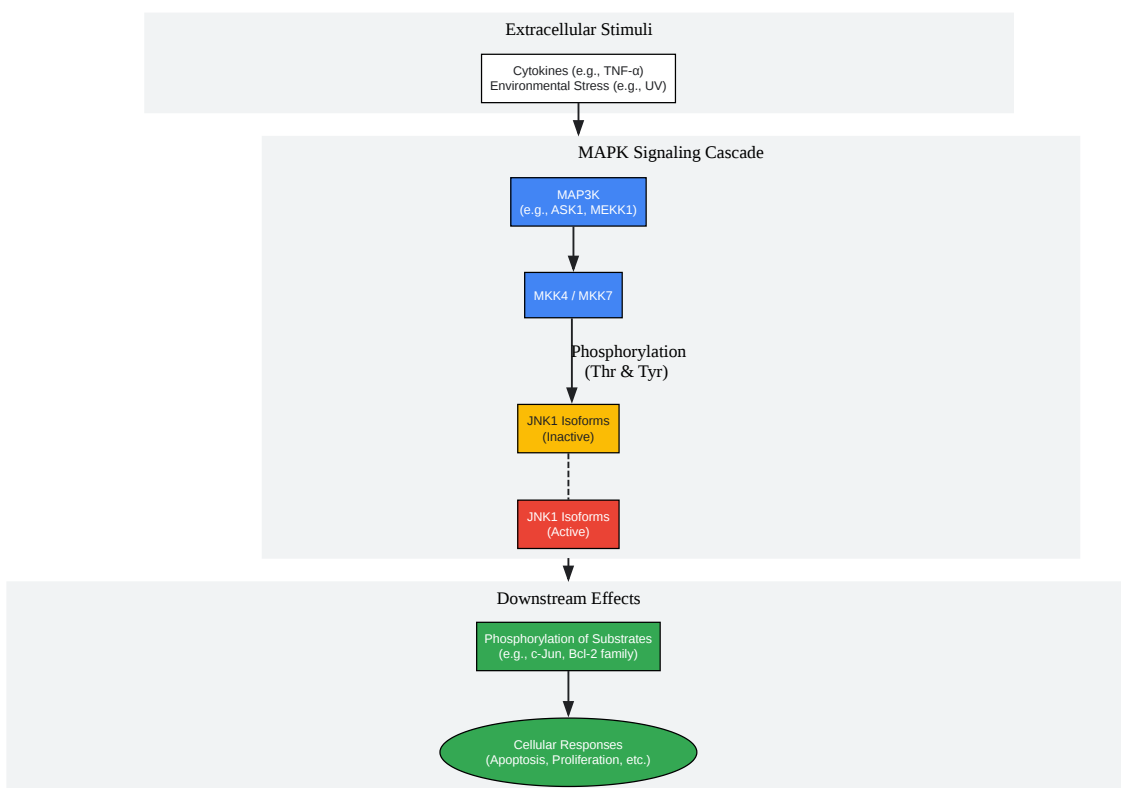 Extracellular Stimuli
Cytokines (e.g., TNF-α)
Environmental Stress (e.g., UV)
MAPK Signaling Cascade
MAP3K
(e.g., ASK1, MEKK1)
MKK4 / MKK7
Phosphorylation
(Thr & Tyr)
JNK1 Isoforms
(Inactive)
JNK1 Isoforms
(Active)
Downstream Effects
Phosphorylation of Substrates
(e.g., c-Jun, Bcl-2 family)
Cellular Responses
(Apoptosis, Proliferation, etc.)